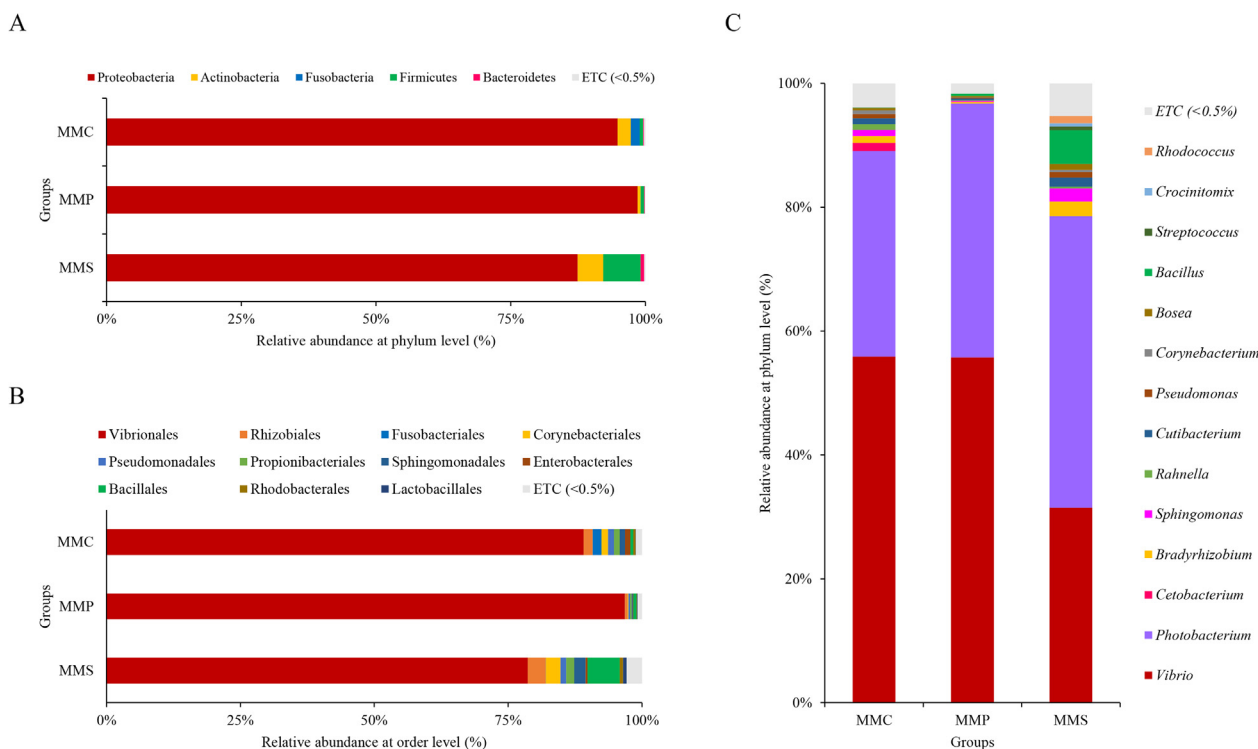 A
Proteobacteria Actinobacteria Fusobacteria Firmicutes Bacteroidetes ETC (<0.5%)
Groups
MMC
MMP
MMS
0% 25% 50% 75% 100%
Relative abundance at phylum level (%)
B
Vibrionales Rhizobiales Fusobacteriales Corynebacteriales
Pseudomonadales Propionibacteriales Sphingomonadales Enterobacterales
Bacillales Rhodobacterales Lactobacillales ETC (<0.5%)
Groups
MMC
MMP
MMS
0% 25% 50% 75% 100%
Relative abundance at order level (%)
C
Relative abundance at phylum level (%)
100%
80%
60%
40%
20%
0%
MMC MMP MMS
Groups
ETC (<0.5%)
Rhodococcus
Crocinitomix
Streptococcus
Bacillus
Bosea
Corynebacterium
Pseudomonas
Cutibacterium
Rahnella
Sphingomonas
Bradyrhizobium
Cetobacterium
Photobacterium
Vibrio